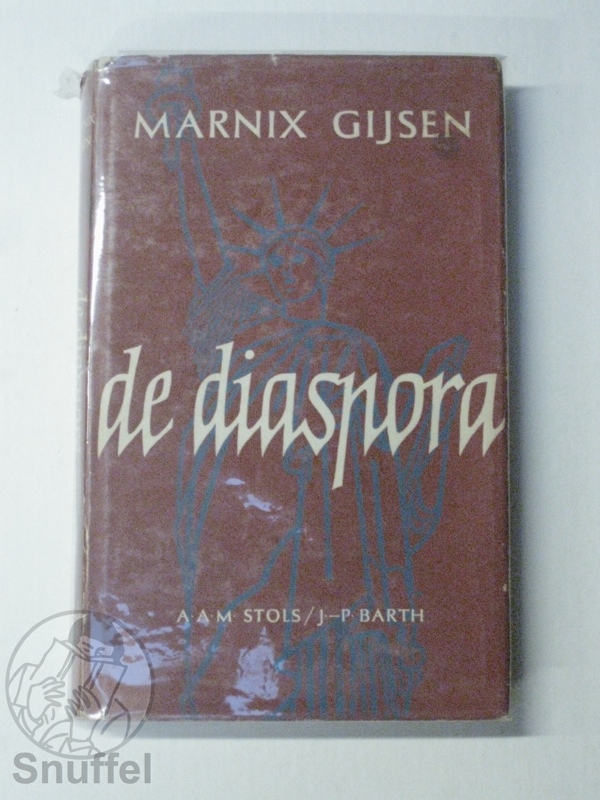 MARNIX GIJSEN
de diaspora
A·A·M· STOLS/J–P·BARTH
Snuffel